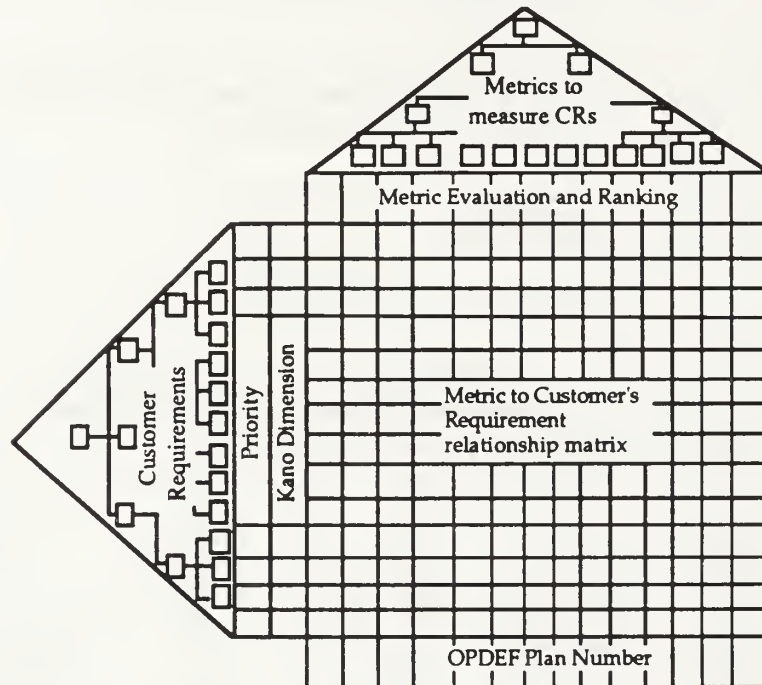 Metrics to
measure CRs
Metric Evaluation and Ranking
Customer
Requirements
Priority
Kano Dimension
Metric to Customer's
Requirement
relationship matrix
OPDEF Plan Number